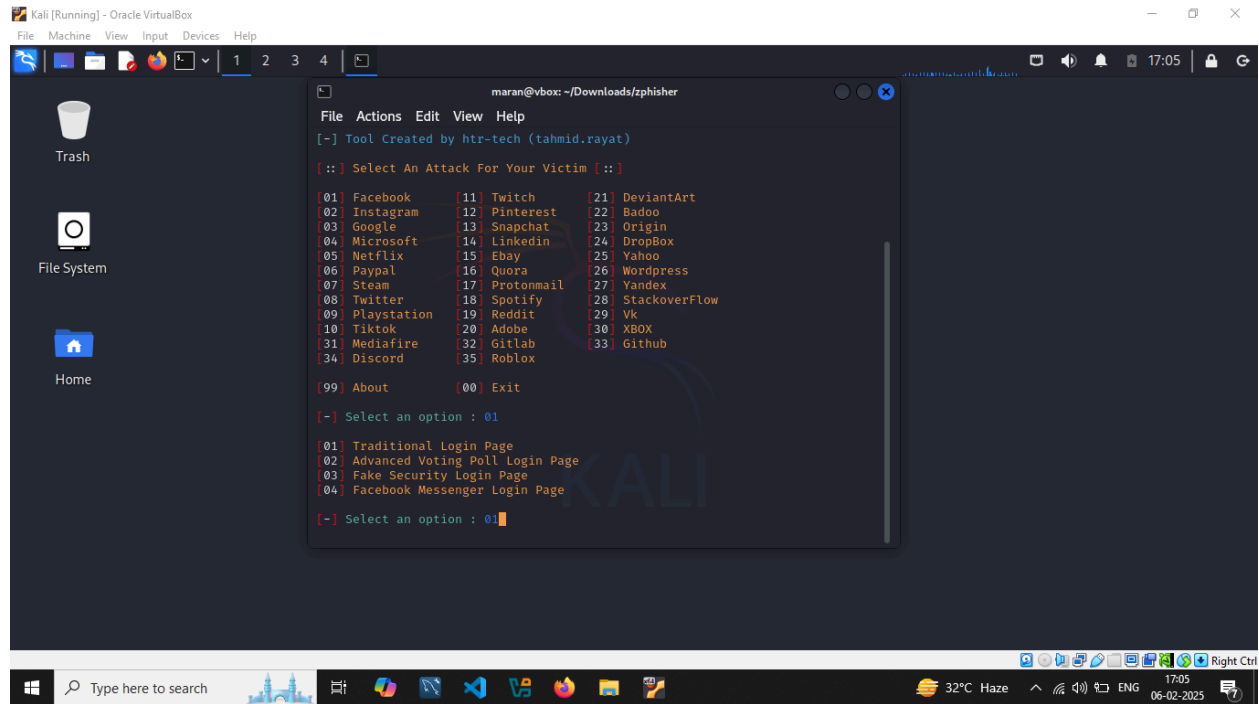 Kali [Running] - Oracle VirtualBox
File Machine View Input Devices Help
1 2 3 4 17:05
maran@vbox: ~/Downloads/zphisher
File Actions Edit View Help
[-] Tool Created by htr-tech (tahmid.rayat)
[::] Select An Attack For Your Victim [::]
[01] Facebook [11] Twitch [21] DeviantArt
[02] Instagram [12] Pinterest [22] Badoo
[03] Google [13] Snapchat [23] Origin
[04] Microsoft [14] Linkedin [24] DropBox
[05] Netflix [15] Ebay [25] Yahoo
[06] Paypal [16] Quora [26] Wordpress
[07] Steam [17] Protonmail [27] Yandex
[08] Twitter [18] Spotify [28] StackoverFlow
[09] Playstation [19] Reddit [29] Vk
[10] Tiktok [20] Adobe [30] XBOX
[31] Mediafire [32] Gitlab [33] Github
[34] Discord [35] Roblox
[99] About [00] Exit
[-] Select an option : 01
[01] Traditional Login Page
[02] Advanced Voting Poll Login Page
[03] Fake Security Login Page
[04] Facebook Messenger Login Page
[-] Select an option : 01
KALI
Trash
File System
Home
Right Ctrl
Type here to search
32°C Haze
ENG
17:05
06-02-2025
7